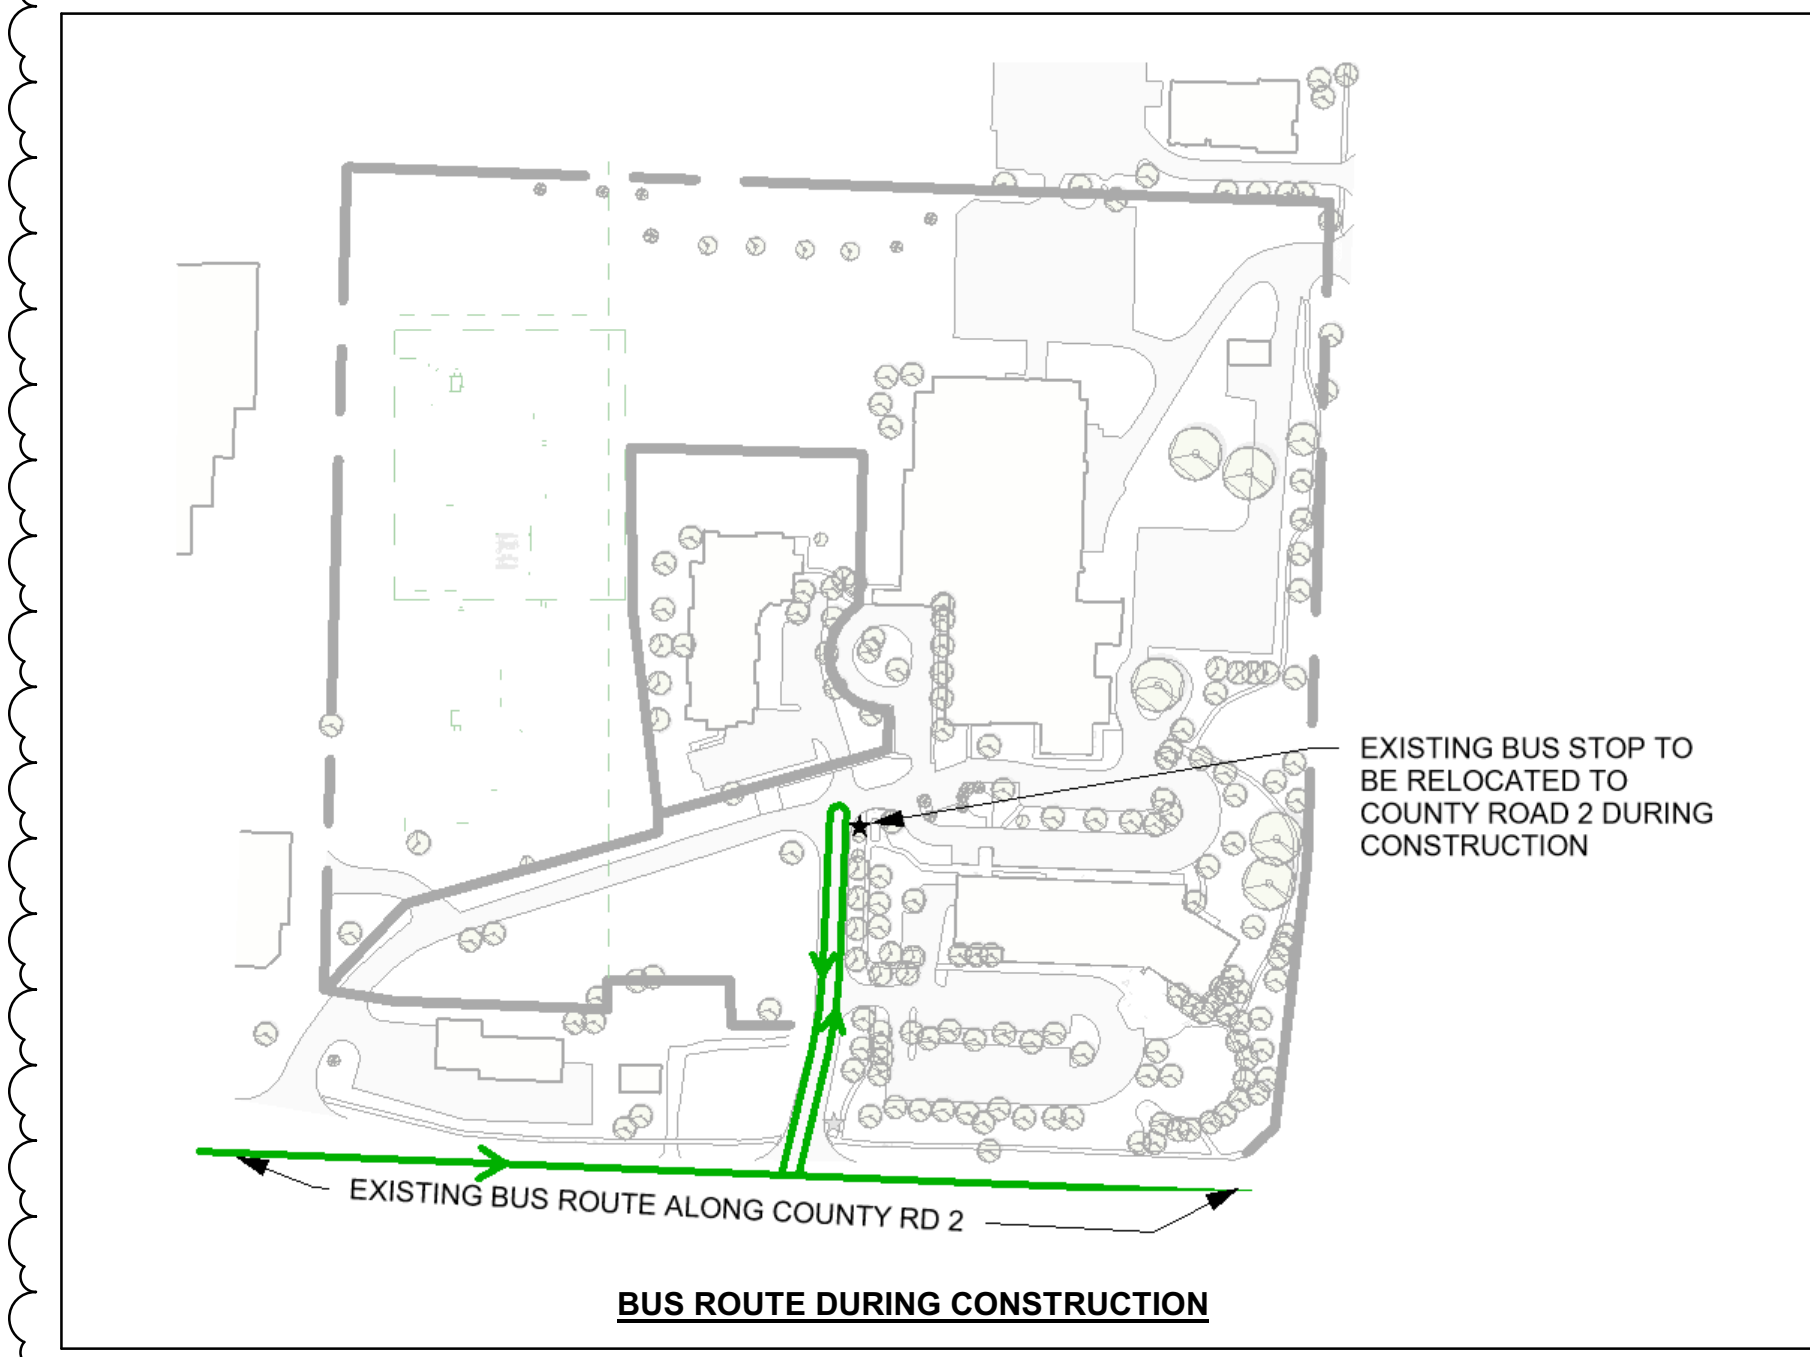 EXISTING BUS STOP TO
BE RELOCATED TO
COUNTY ROAD 2 DURING
CONSTRUCTION
EXISTING BUS ROUTE ALONG COUNTY RD 2
BUS ROUTE DURING CONSTRUCTION